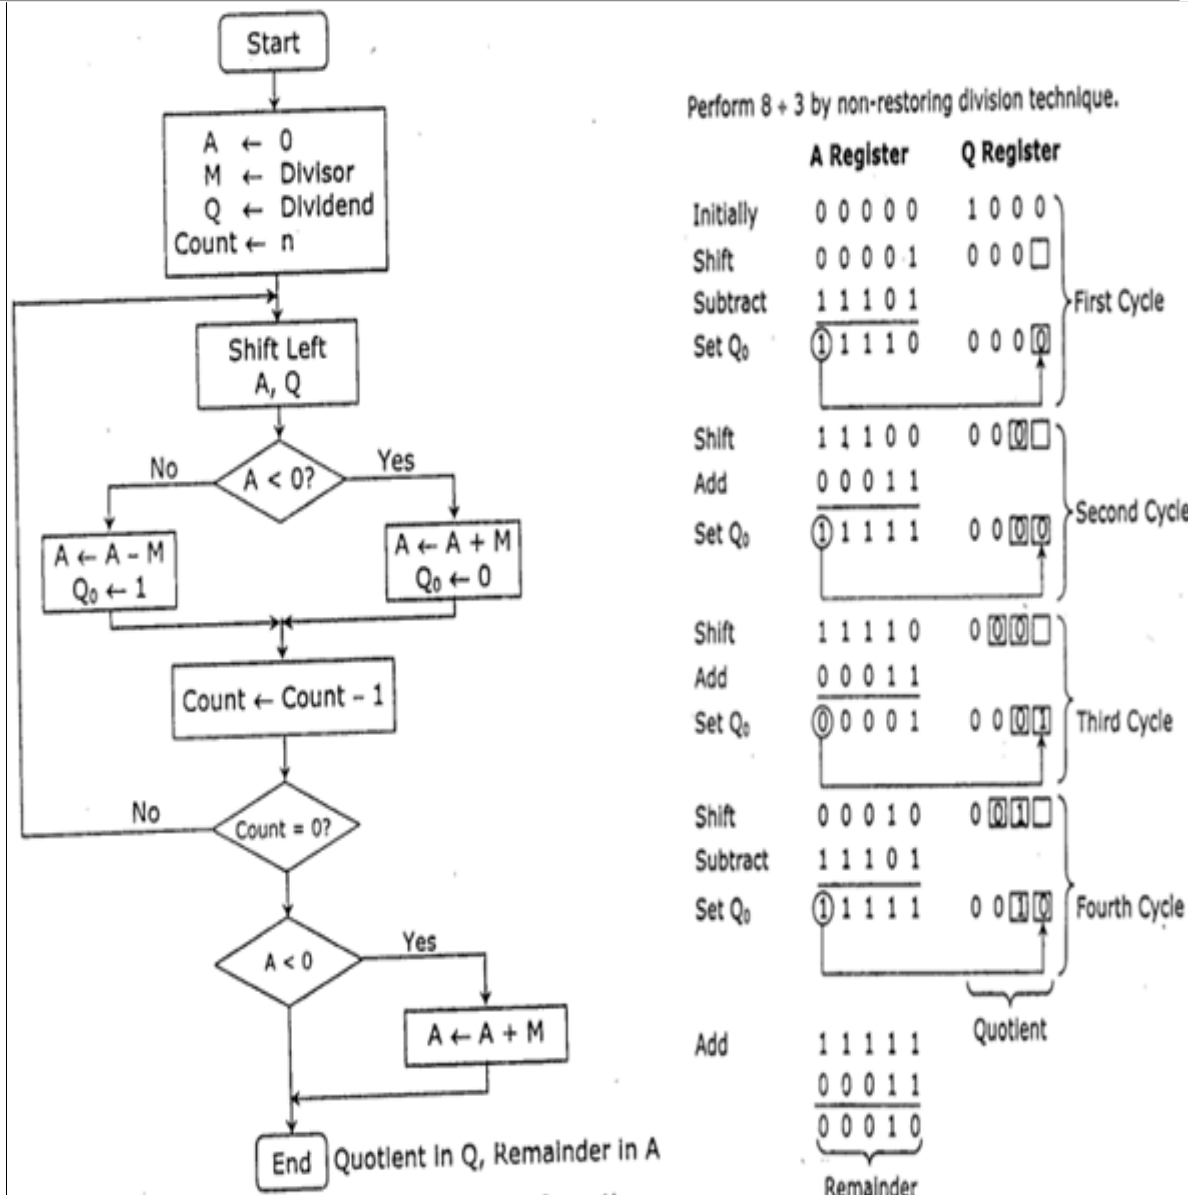 Start
A ← 0
M ← Divisor
Q ← Dividend
Count ← n
Shift Left
A, Q
No
A < 0?
Yes
A ← A – M
Q₀ ← 1
A ← A + M
Q₀ ← 0
Count ← Count – 1
No
Count = 0?
A < 0
Yes
A ← A + M
End
Quotient in Q, Remainder in A
Perform 8 ÷ 3 by non-restoring division technique.
A Register Q Register
Initially 0 0 0 0 0 1 0 0 0
Shift 0 0 0 0 1 0 0 0
Subtract 1 1 1 0 1
First Cycle
Set Q₀ 1 1 1 1 0 0 0 0 0
Shift 1 1 1 0 0 0 0 0
Add 0 0 0 1 1
Second Cycle
Set Q₀ 1 1 1 1 1 0 0 0 0
Shift 1 1 1 1 0 0 0 0
Add 0 0 0 1 1
Set Q₀ 0 0 0 0 1 0 0 0 1
Third Cycle
Shift 0 0 0 1 0 0 0 1
Subtract 1 1 1 0 1
Set Q₀ 1 1 1 1 1 0 0 1 0
Fourth Cycle
Quotient
Add 1 1 1 1 1
0 0 0 1 1
0 0 0 1 0
Remainder